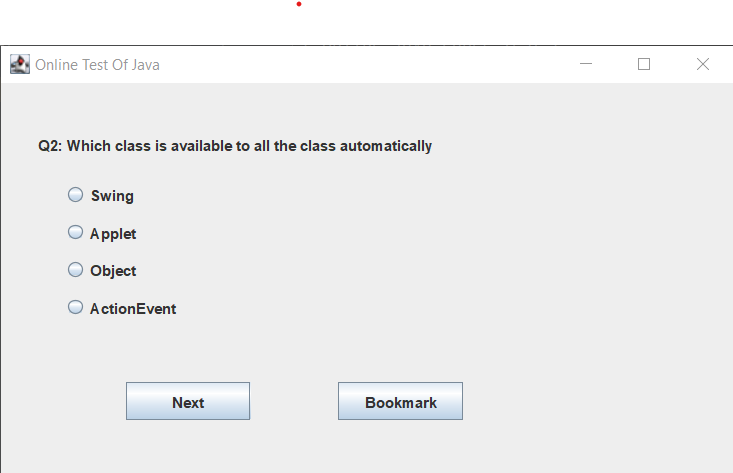 Online Test Of Java
Q2: Which class is available to all the class automatically
Swing
Applet
Object
ActionEvent
Next Bookmark